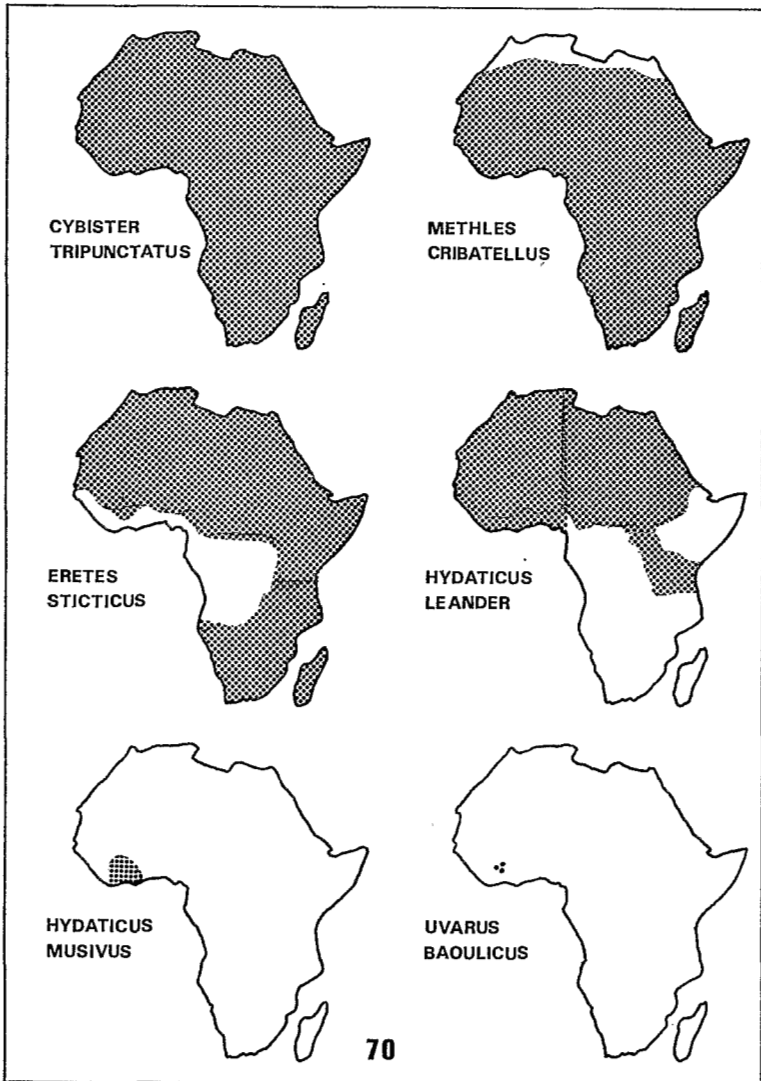 CYBISTER
TRIPUNCTATUS
METHLES
CRIBATELLUS
ERETES
STICTICUS
HYDATICUS
LEANDER
HYDATICUS
MUSIVUS
UVARUS
BAOULICUS
70